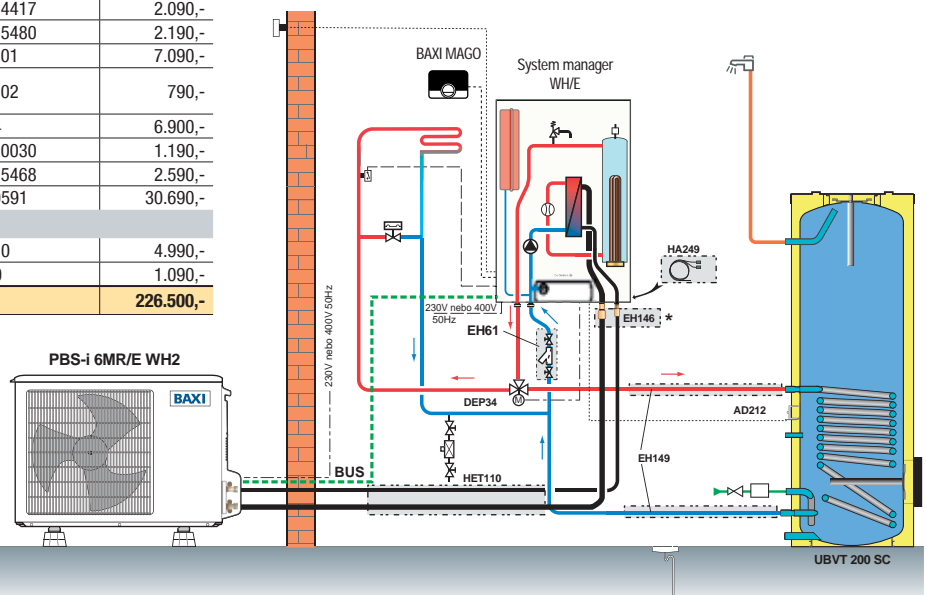 4417 2.090,-
5480 2.190,-
01 7.090,-
02 790,-
6.900,-
0030 1.190,-
5468 2.590,-
591 30.690,-
0 4.990,-
1.090,-
226.500,-
BAXI MAGO
System manager
WH/E
HA249
230V nebo 400V
50Hz
EH146 *
EH61
230V nebo 400V 50Hz
PBS-i 6MR/E WH2
BAXI
M
DEP34
AD212
EH149
BUS
HET110
UBVT 200 SC